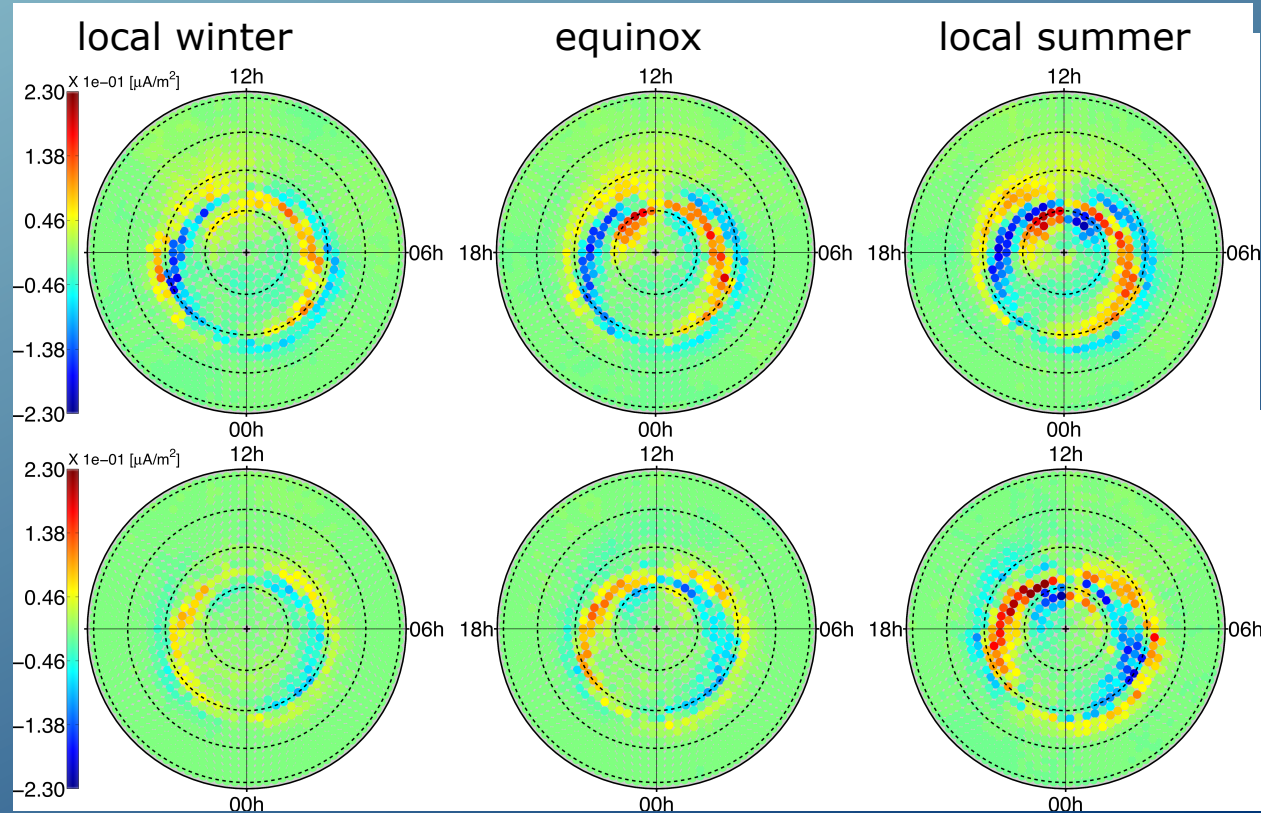 local winter equinox local summer
X 1e−01 [μA/m²] 12h 12h 12h
2.30
1.38
0.46
−0.46
−1.38
−2.30
06h 18h 06h 18h 06h
00h 00h 00h
X 1e−01 [μA/m²] 12h 12h 12h
2.30
1.38
0.46
−0.46
−1.38
−2.30
06h 18h 06h 18h 06h
00h 00h 00h